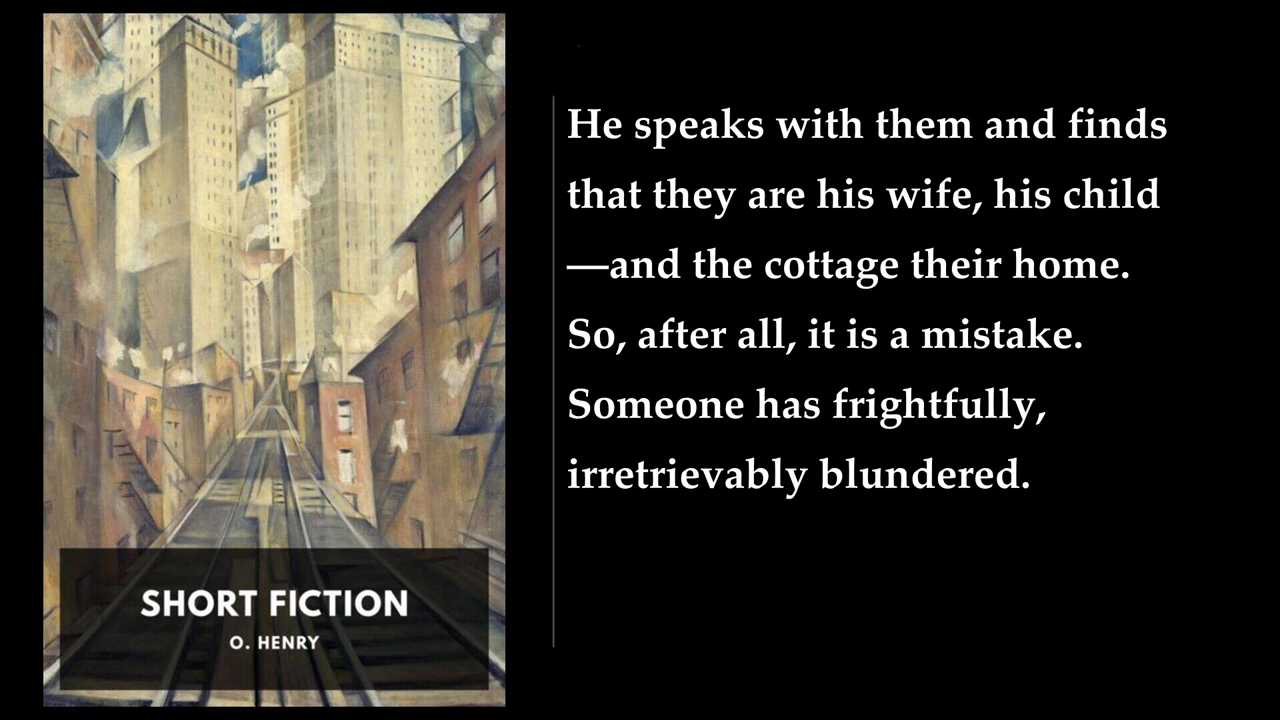 SHORT FICTION
O. HENRY
He speaks with them and finds
that they are his wife, his child
—and the cottage their home.
So, after all, it is a mistake.
Someone has frightfully,
irretrievably blundered.